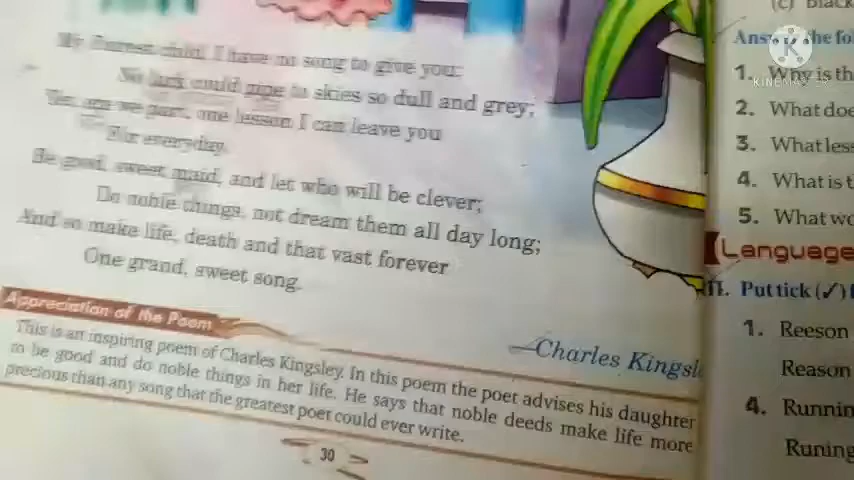 My fairest child, I have no song to give you:
No lark could pipe to skies so dull and grey;
Yet, are we part, one lesson I can leave you
For everyday.
Be good, sweet maid, and let who will be clever;
Do noble things, not dream them all day long;
And so make life, death and that vast forever
One grand, sweet song.
—Charles Kingsl
Appreciation of the Poem
This is an inspiring poem of Charles Kingsley. In this poem the poet advises his daughter
to be good and do noble things in her life. He says that noble deeds make life more
precious than any song that the greatest poet could ever write.
30
(c) Black
the fol
1. Why is th
2. What doe
3. What less
4. What is t
5. What wo
Language
II. Put tick (✓)
1. Reeson
Reason
4. Runnin
Runing